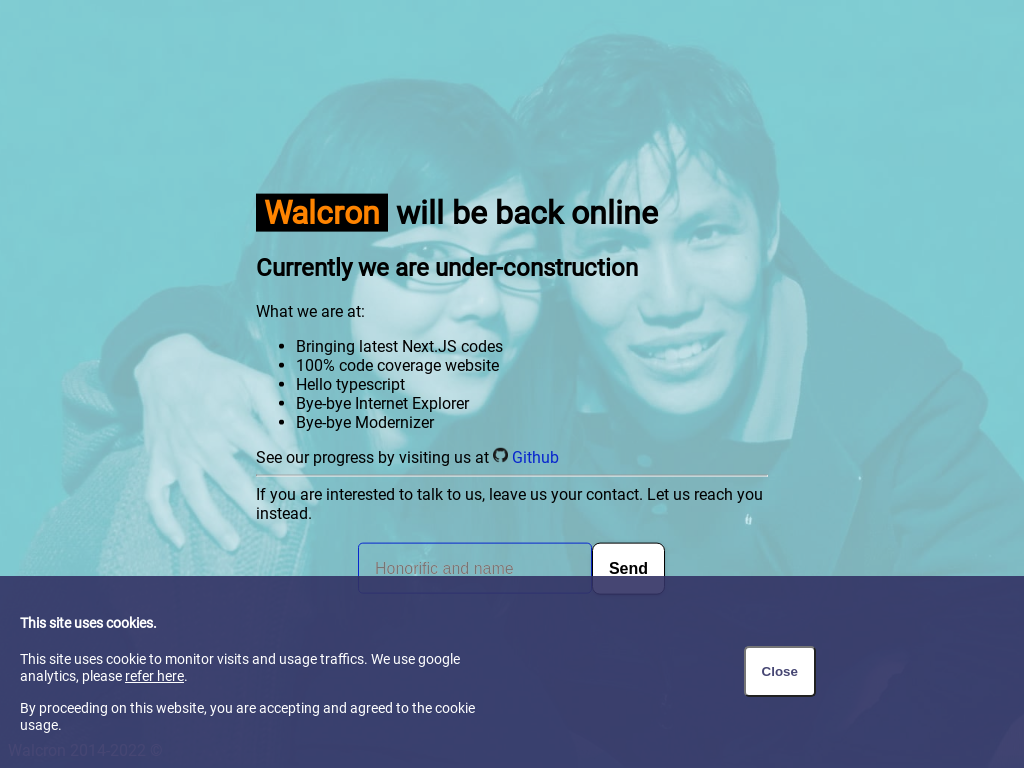 Walcron will be back online
Currently we are under-construction
What we are at:
Bringing latest Next.JS codes
100% code coverage website
Hello typescript
Bye-bye Internet Explorer
Bye-bye Modernizer
See our progress by visiting us at Github
If you are interested to talk to us, leave us your contact. Let us reach you
instead.
Honorific and name
Send
This site uses cookies.
This site uses cookie to monitor visits and usage traffic. We use google
analytics, please refer here.
By proceeding on this website, you are accepting and agreed to the cookie
usage.
Close
Walcron 2014-2022 ©